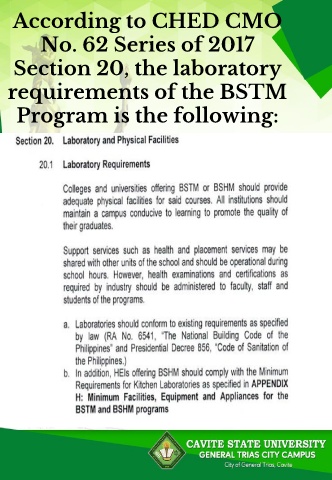 According to CHED CMO
No. 62 Series of 2017
Section 20, the laboratory
requirements of the BSTM
Program is the following:
Section 20. Laboratory and Physical Facilities
20.1 Laboratory Requirements
Colleges and universities offering BSTM or BSHM should provide
adequate physical facilities for said courses. All institutions should
maintain a campus conducive to learning to promote the quality of
their graduates.
Support services such as health and placement services may be
shared with other units of the school and should be operational during
school hours. However, health examinations and certifications as
required by industry should be administered to faculty, staff and
students of the programs.
a. Laboratories should conform to existing requirements as specified
by law (RA No. 6541, "The National Building Code of the
Philippines" and Presidential Decree 856, "Code of Sanitation of
the Philippines.)
b. In addition, HEIs offering BSHM should comply with the Minimum
Requirements for Kitchen Laboratories as specified in APPENDIX
H: Minimum Facilities, Equipment and Appliances for the
BSTM and BSHM programs
CAVITE STATE UNIVERSITY
GENERAL TRIAS CITY CAMPUS
City of General Trias, Cavite